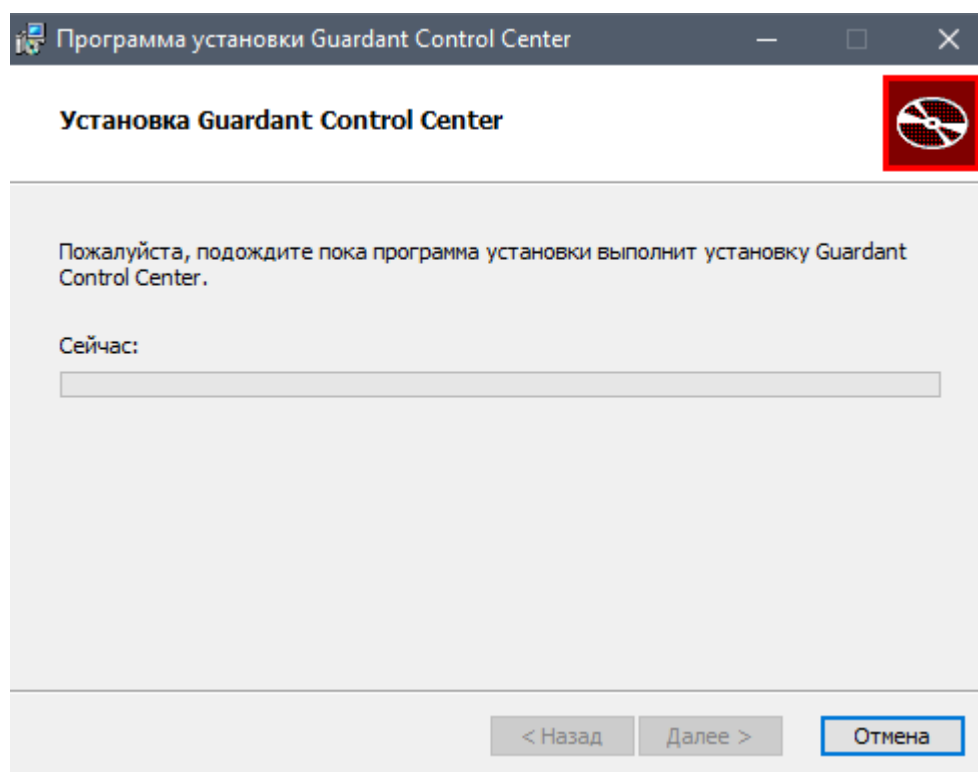 Программа установки Guardant Control Center
Установка Guardant Control Center
Пожалуйста, подождите пока программа установки выполнит установку Guardant
Control Center.
Сейчас:
< Назад
Далее >
Отмена